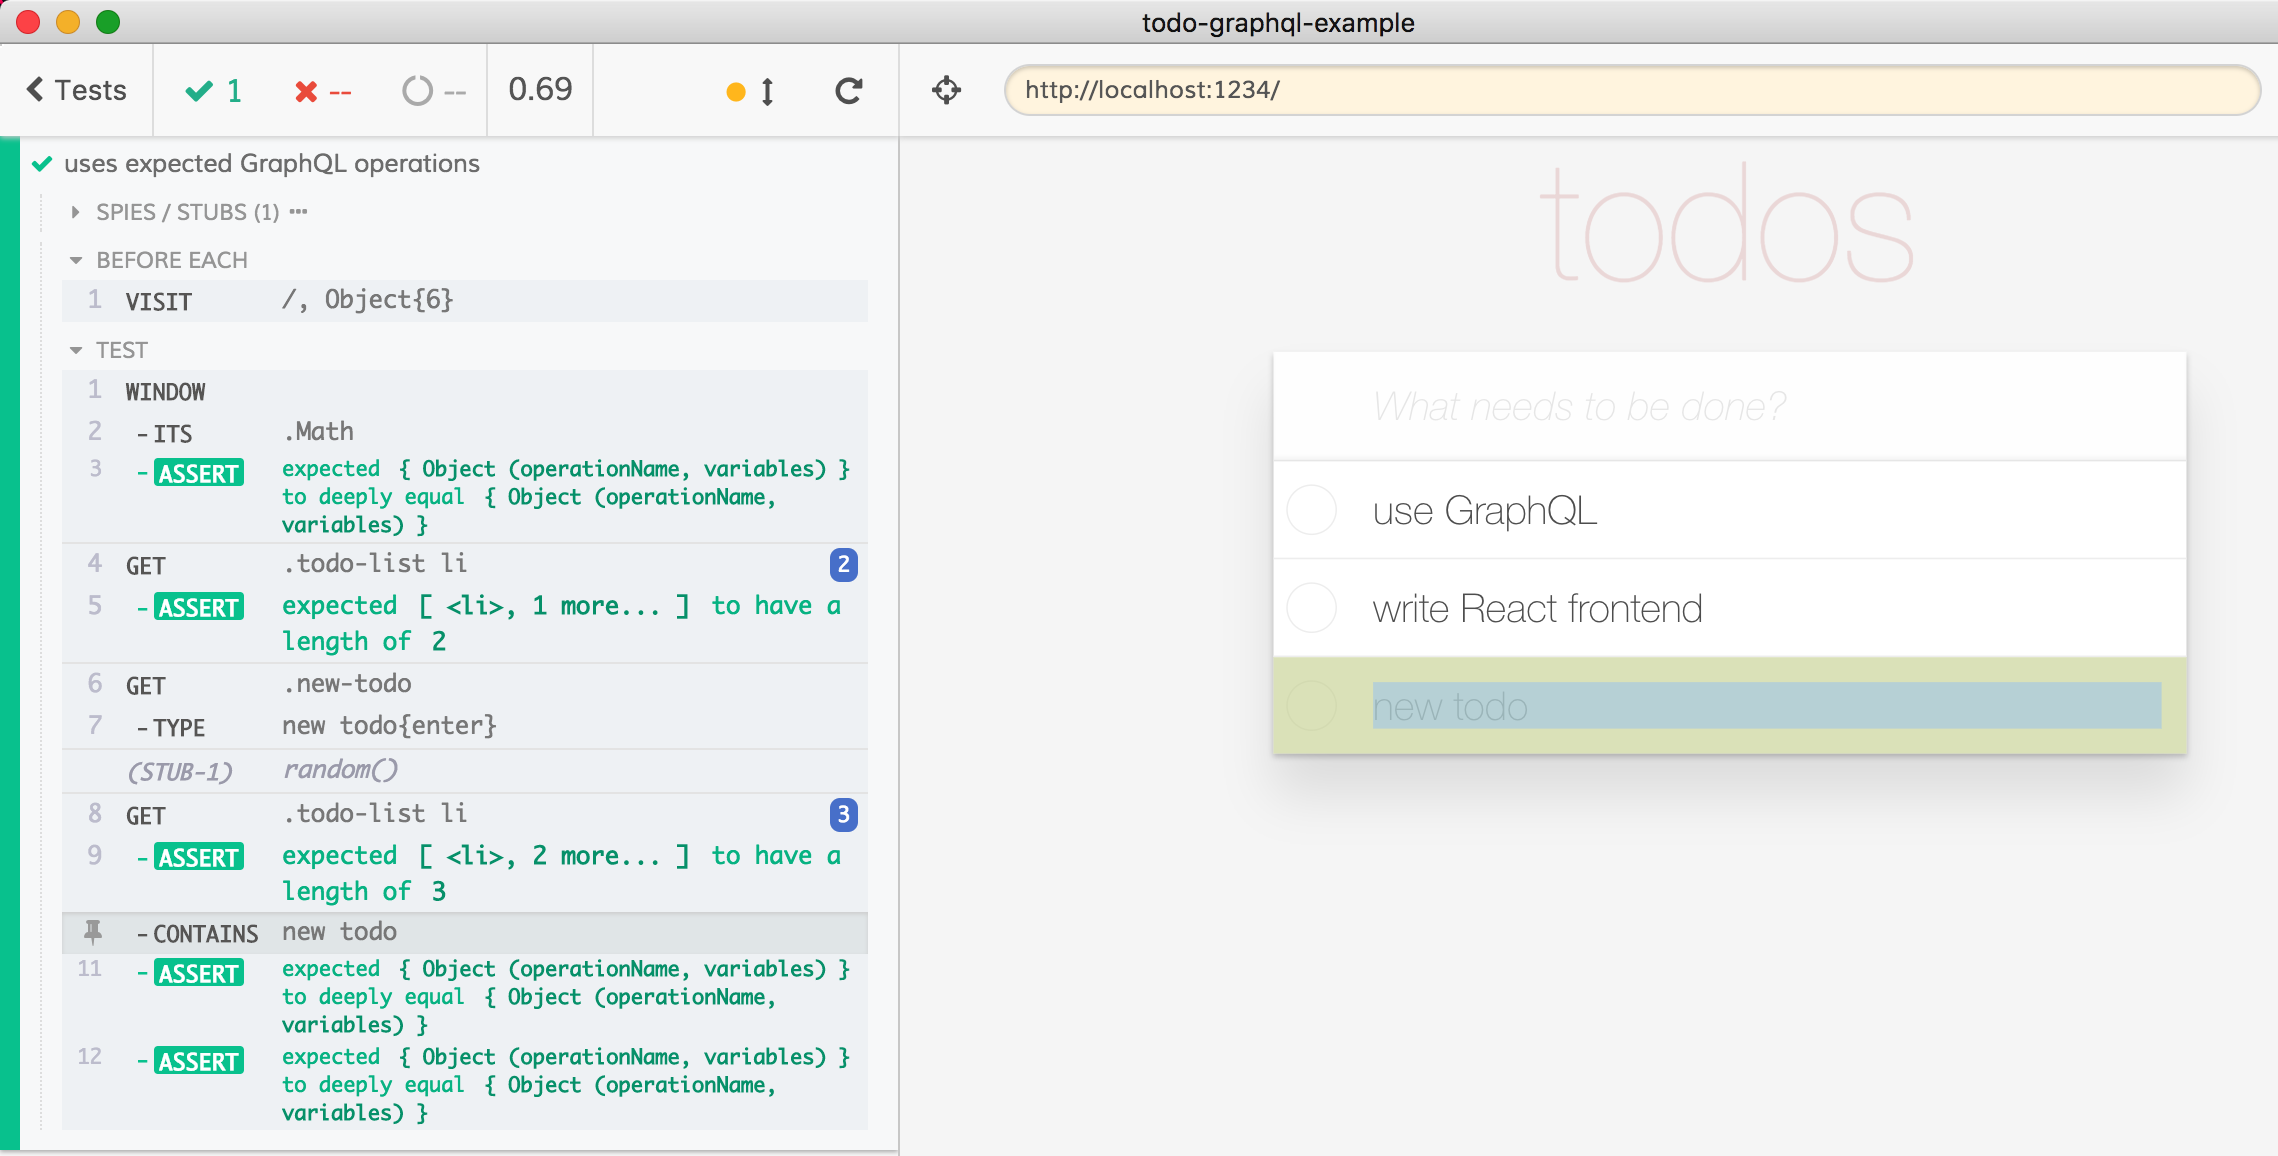 todo-graphql-example
Tests
1
--
--
0.69
http://localhost:1234/
uses expected GraphQL operations
SPIES / STUBS (1) •••
BEFORE EACH
1 VISIT /, Object{6}
TEST
1 WINDOW
2 - ITS .Math
3 - ASSERT expected { Object (operationName, variables) }
to deeply equal { Object (operationName,
variables) }
4 GET .todo-list li 2
5 - ASSERT expected [ <li>, 1 more... ] to have a
length of 2
6 GET .new-todo
7 - TYPE new todo{enter}
(STUB-1) random()
8 GET .todo-list li 3
9 - ASSERT expected [ <li>, 2 more... ] to have a
length of 3
- CONTAINS new todo
11 - ASSERT expected { Object (operationName, variables) }
to deeply equal { Object (operationName,
variables) }
12 - ASSERT expected { Object (operationName, variables) }
to deeply equal { Object (operationName,
variables) }
todos
What needs to be done?
use GraphQL
write React frontend
new todo